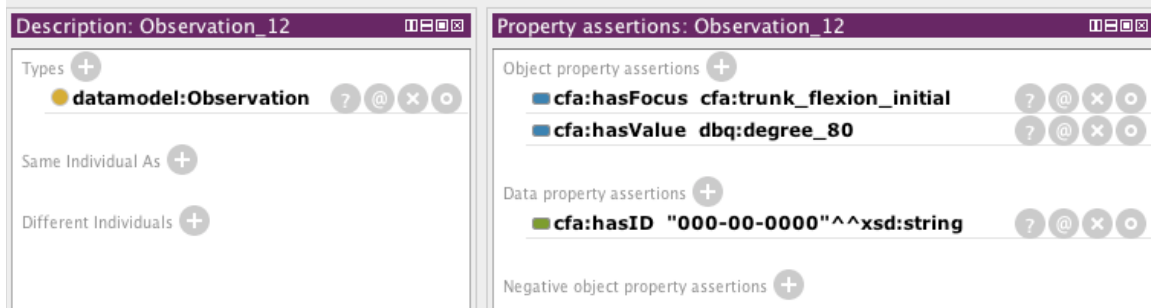 Description: Observation_12
Types
datamodel:Observation
Same Individual As
Different Individuals
Property assertions: Observation_12
Object property assertions
cfa:hasFocus cfa:trunk_flexion_initial
cfa:hasValue dbq:degree_80
Data property assertions
cfa:hasID "000-00-0000"^^xsd:string
Negative object property assertions